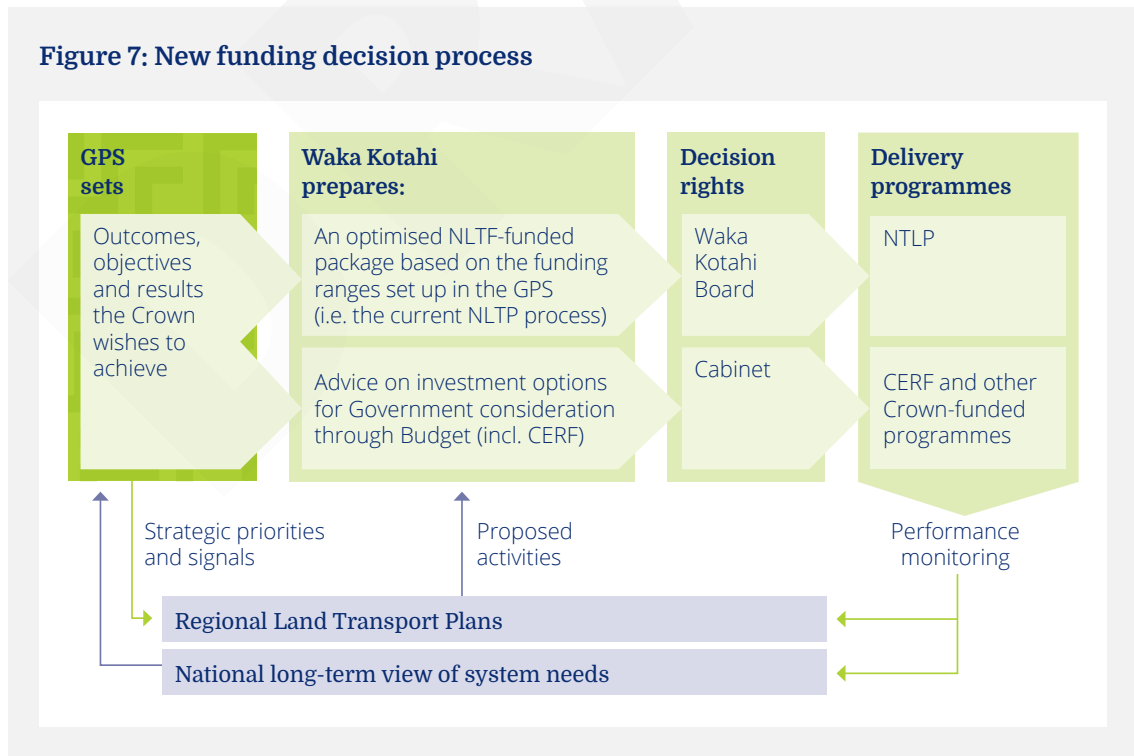 Figure 7: New funding decision process
GPS
sets
Outcomes,
objectives
and results
the Crown
wishes to
achieve
Waka Kotahi
prepares:
An optimised NLTF-funded
package based on the funding
ranges set up in the GPS
(i.e. the current NLTP process)
Advice on investment options
for Government consideration
through Budget (incl. CERF)
Decision
rights
Waka
Kotahi
Board
Cabinet
Delivery
programmes
NTLP
CERF and other
Crown-funded
programmes
Strategic priorities
and signals
Proposed
activities
Performance
monitoring
Regional Land Transport Plans
National long-term view of system needs